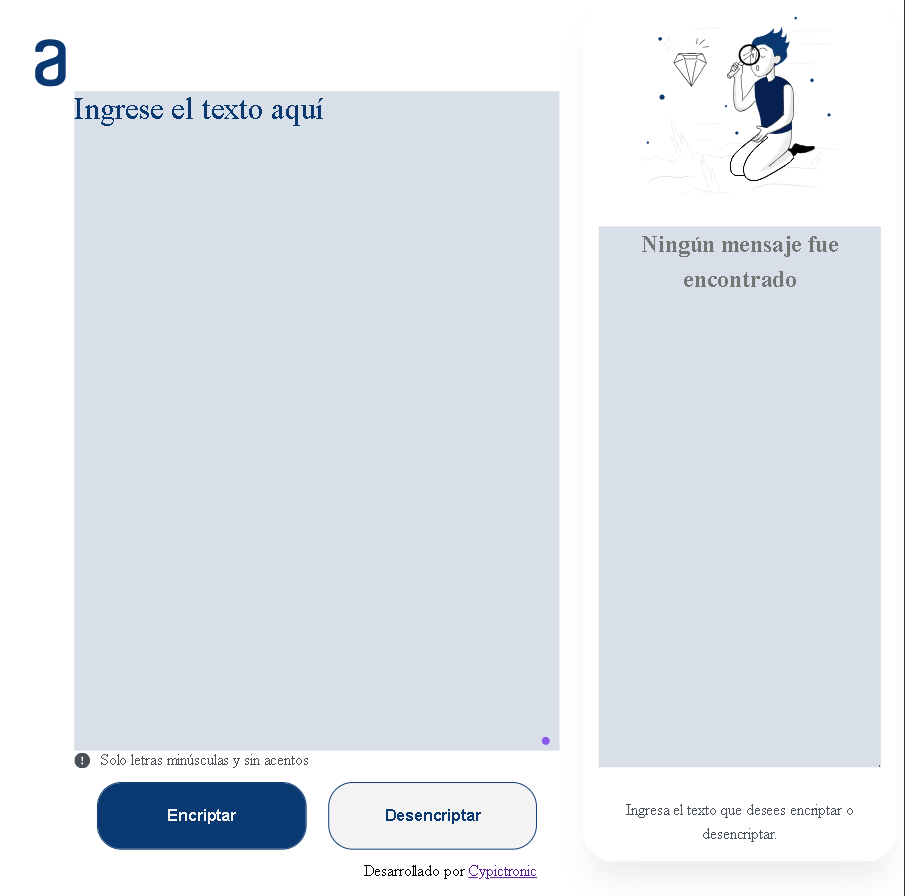 a
Ingrese el texto aquí
Solo letras minúsculas y sin acentos
Encriptar
Desencriptar
Desarrollado por Cypictronic
Ningún mensaje fue
encontrado
Ingresa el texto que desees encriptar o
desencriptar.